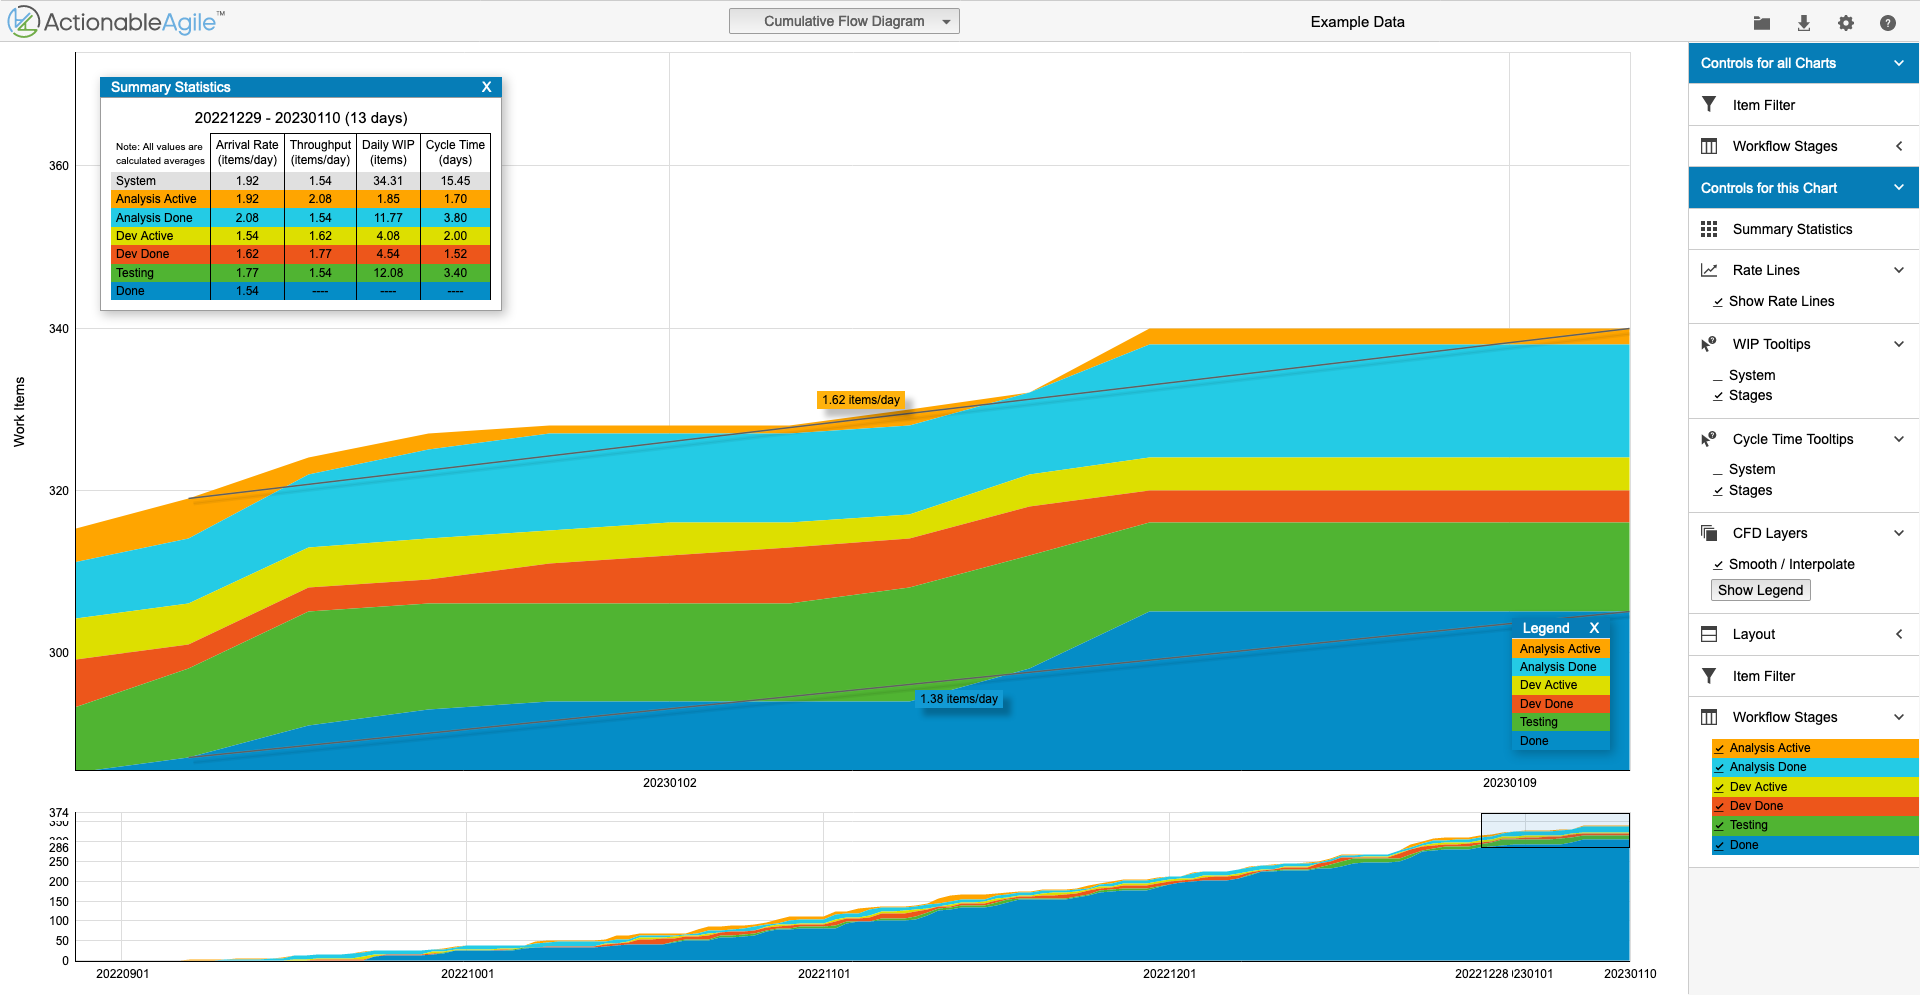 ActionableAgile™
Cumulative Flow Diagram
Example Data
Summary Statistics X
20221229 - 20230110 (13 days)
Note: All values are calculated averages
Arrival Rate (items/day) Throughput (items/day) Daily WIP (items) Cycle Time (days)
System 1.92 1.54 34.31 15.45
Analysis Active 1.92 2.08 1.85 1.70
Analysis Done 2.08 1.54 11.77 3.80
Dev Active 1.54 1.62 4.08 2.00
Dev Done 1.62 1.77 4.54 1.52
Testing 1.77 1.54 12.08 3.40
Done 1.54 ---- ---- ----
Work Items
360
340
320
300
1.62 items/day
1.38 items/day
Legend X
Analysis Active
Analysis Done
Dev Active
Dev Done
Testing
Done
20230102 20230109
374
350
286
250
200
150
100
50
0
20220901 20221001 20221101 20221201 20221228 20230110
Controls for all Charts
Item Filter
Workflow Stages
Controls for this Chart
Summary Statistics
Rate Lines
Show Rate Lines
WIP Tooltips
System
Stages
Cycle Time Tooltips
System
Stages
CFD Layers
Smooth / Interpolate
Show Legend
Layout
Item Filter
Workflow Stages
Analysis Active
Analysis Done
Dev Active
Dev Done
Testing
Done